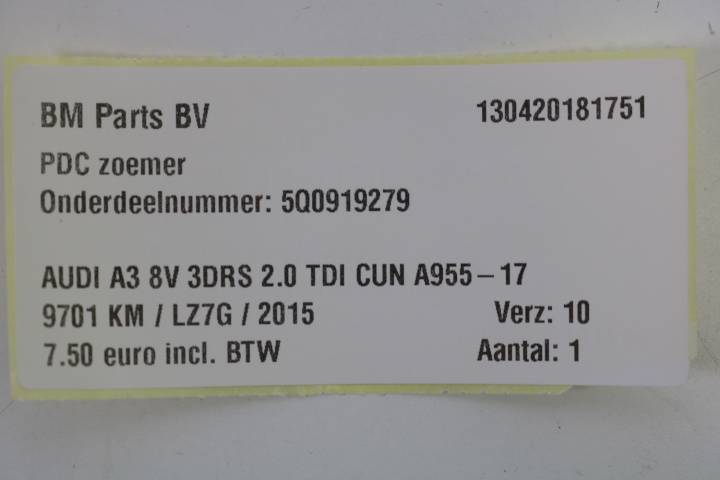 BM Parts BV 130420181751
PDC zoemer
Onderdeelnummer: 5Q0919279
AUDI A3 8V 3DRS 2.0 TDI CUN A955-17
9701 KM / LZ7G / 2015 Verz: 10
7.50 euro incl. BTW Aantal: 1